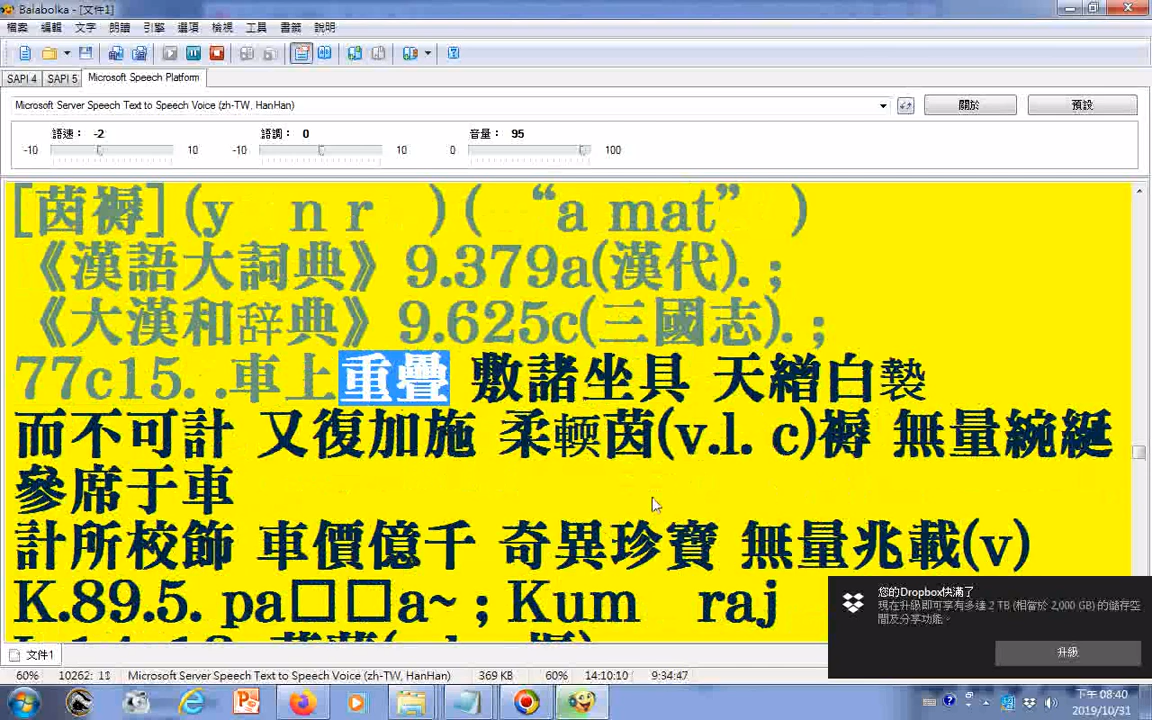 Balabolka - [文件1]
檔案 編輯 文字 朗讀 引擎 選項 檢視 工具 書籤 說明
SAPI 4 SAPI 5 Microsoft Speech Platform
Microsoft Server Speech Text to Speech Voice (zh-TW, HanHan)
關於 預設
語速： -2 語調： 0 音量： 95
-10 10 -10 10 0 100
[茵褥] (y n r ) ( “a mat” )
《漢語大詞典》 9.379a(漢代). ;
《大漢和辞典》 9.625c(三國志). ;
77c15. .車上重疊 敷諸坐具 天繒白褺
而不可計 又復加施 柔輭茵(v.l. c)褥 無量綩綖
參席于車
計所校飾 車價億千 奇異珍寶 無量兆載(v)
K.89.5. pa□□a~ ; Kum raj
您的Dropbox快滿了
現在升級即可享有多達 2 TB (相當於 2,000 GB) 的儲存空
間及分享功能。
升級
文件1
60% 10262: 11 Microsoft Server Speech Text to Speech Voice (zh-TW, HanHan) 369 KB 60% 14:10:10 9:34:47
下午 08:40
2019/10/31